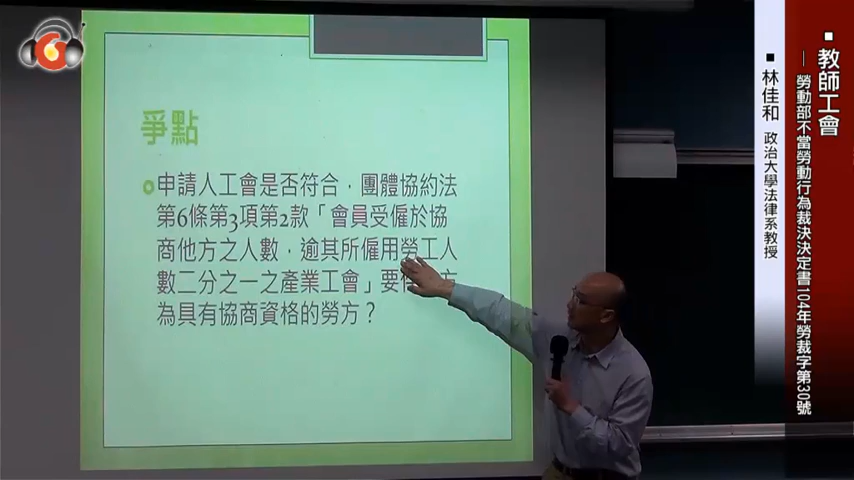 爭點
申請人工會是否符合，團體協約法
第6條第3項第2款「會員受僱於協
商他方之人數，逾其所僱用勞工人
數二分之一之產業工會」要
為具有協商資格的勞方？
■ 教師工會
— 勞動部不當勞動行為裁決決定書104年勞裁字第30號
■ 林佳和 政治大學法律系教授